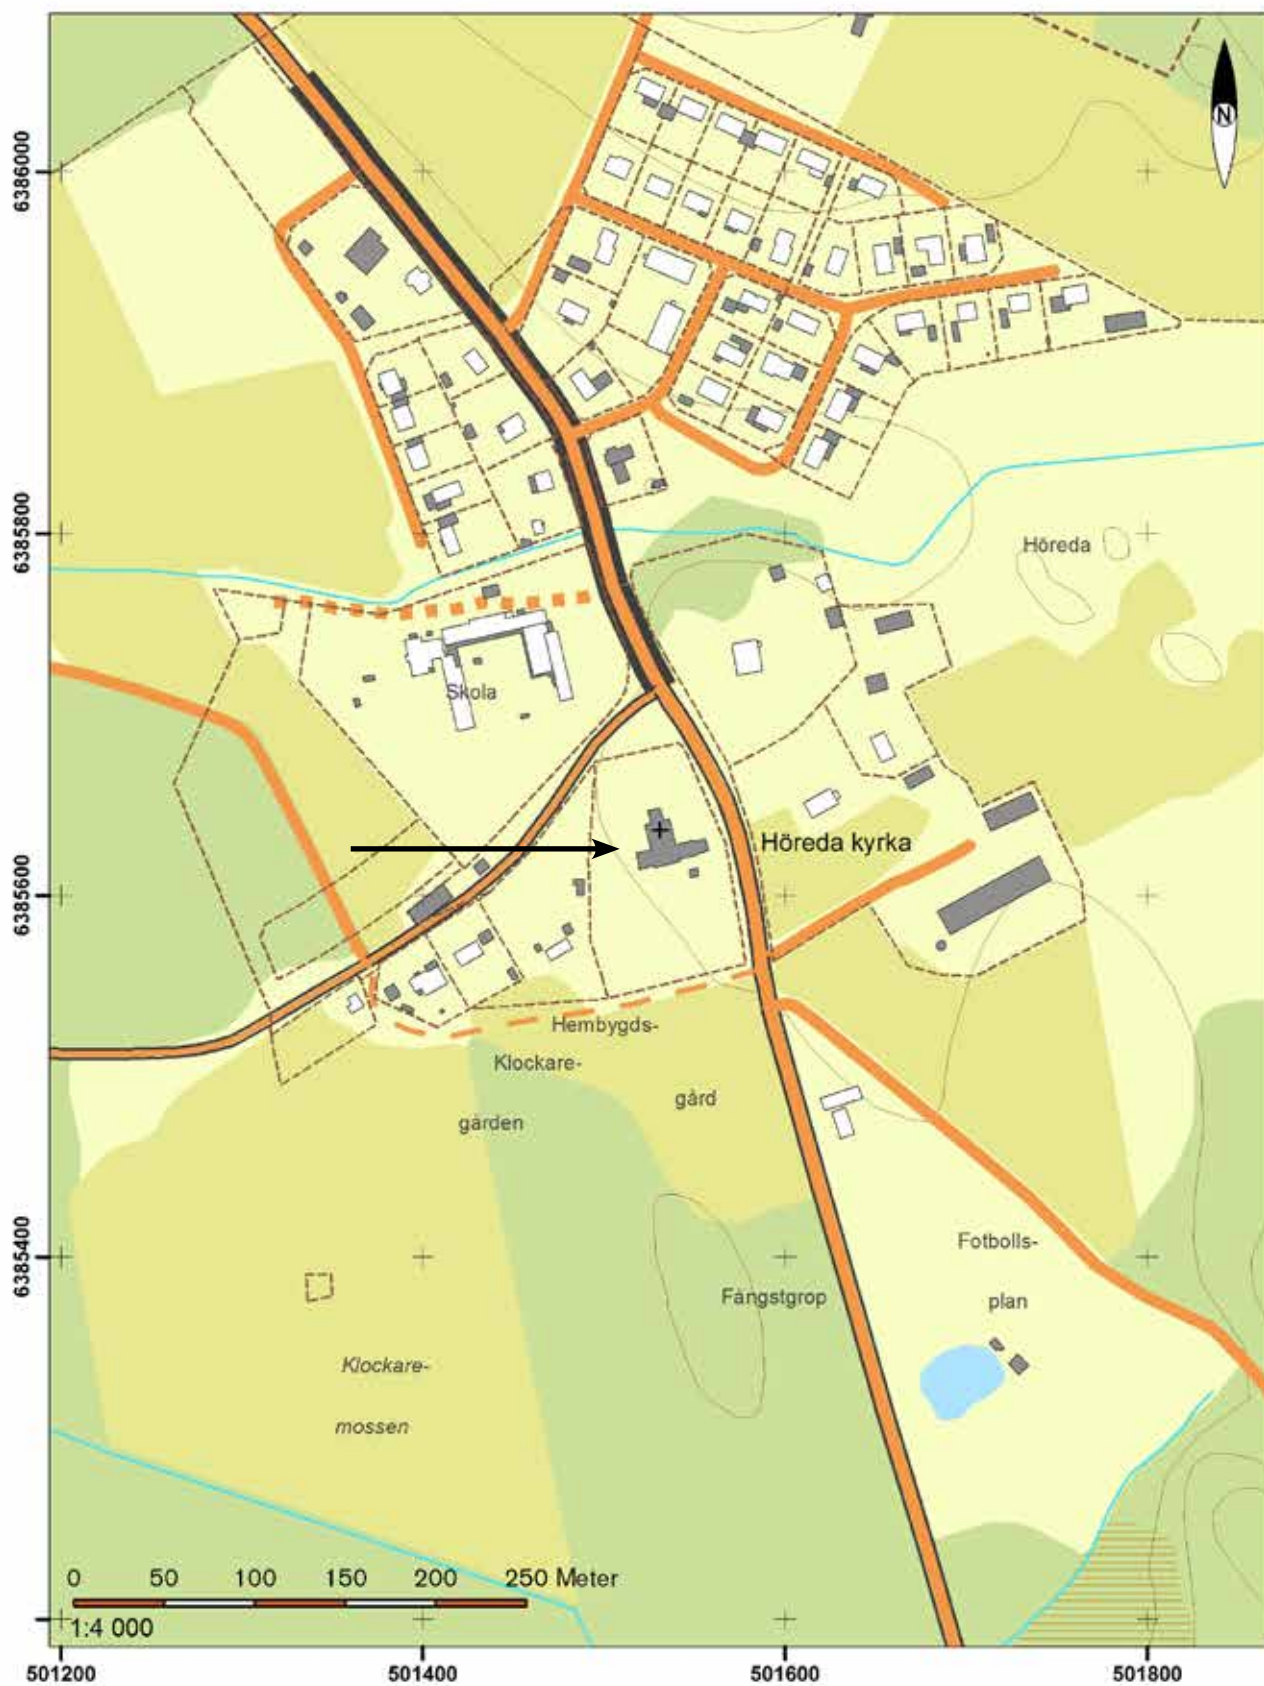 N
6386000
6385800
Höreda
Skola
Höreda kyrka
6385600
Hembygds-
Klockare-
gård
gården
6385400
Fotbolls-
Fångstgrop
plan
Klockare-
mossen
0 50 100 150 200 250 Meter
1:4 000
501200 501400 501600 501800